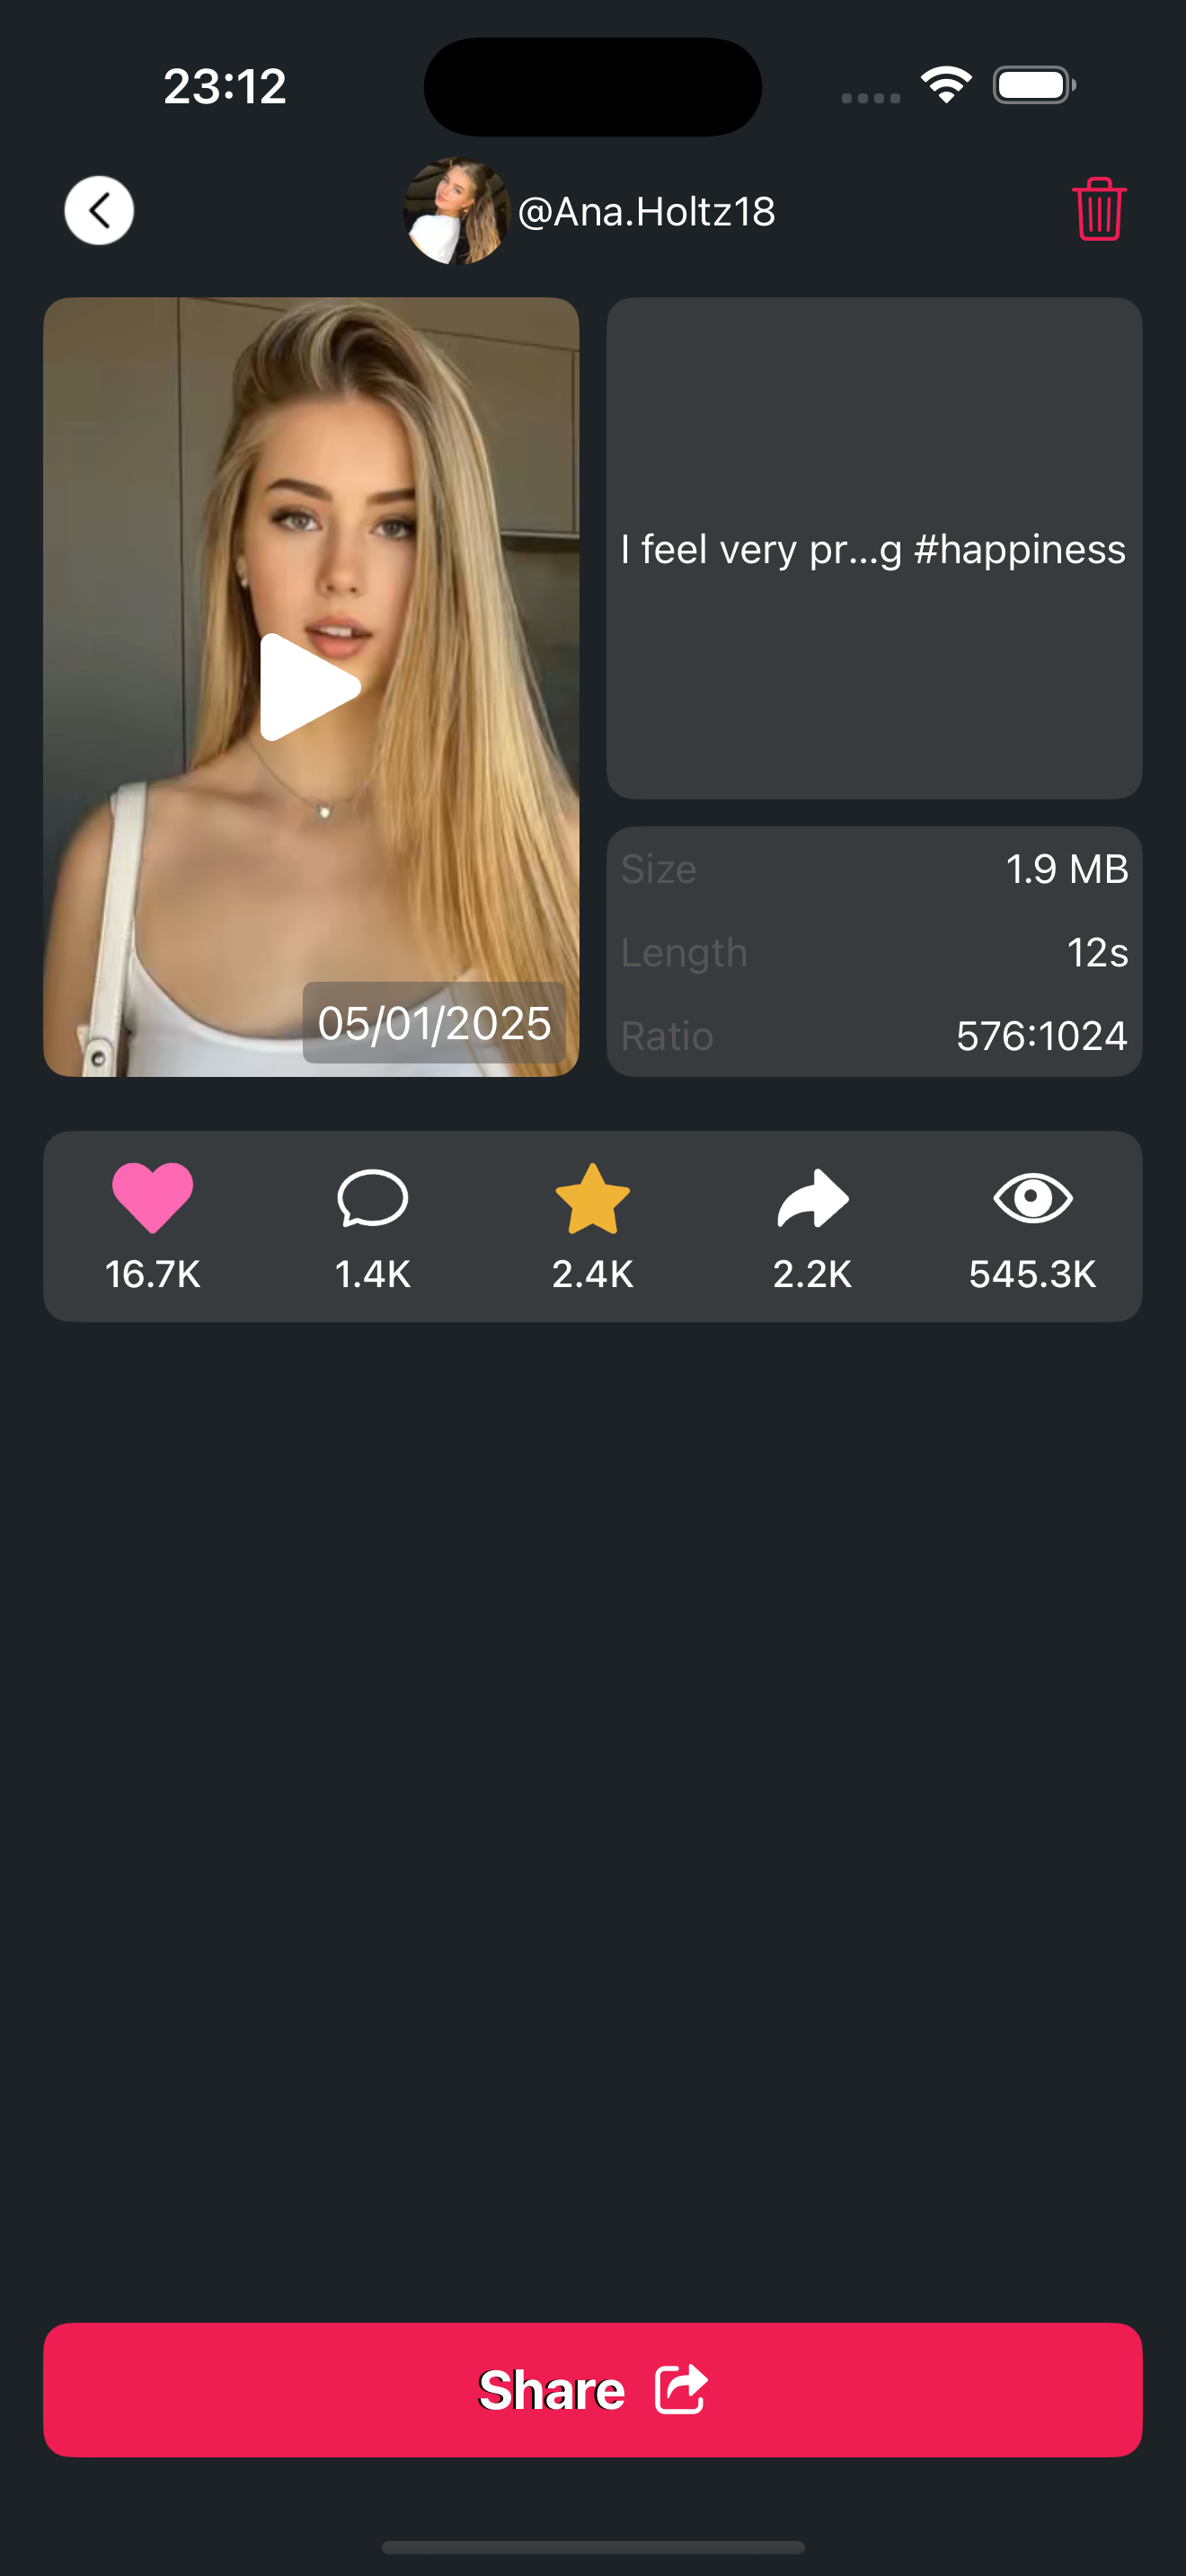 23:12
@Ana.Holtz18
I feel very pr...g #happiness
05/01/2025
Size 1.9 MB
Length 12s
Ratio 576:1024
16.7K 1.4K 2.4K 2.2K 545.3K
Share